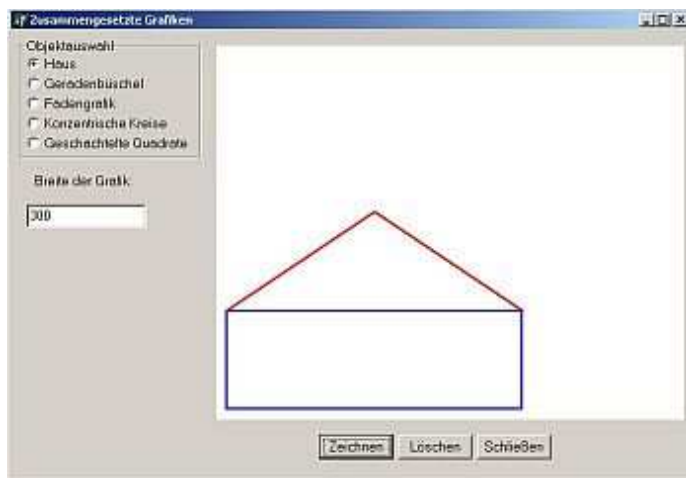 Zusammengesetzte Grafiken
Objektauswahl
Haus
Geradenbüschel
Fadengrafik
Konzentrische Kreise
Geschachtelte Quadrate
Breite der Grafik:
300
Zeichnen
Löschen
Schließen